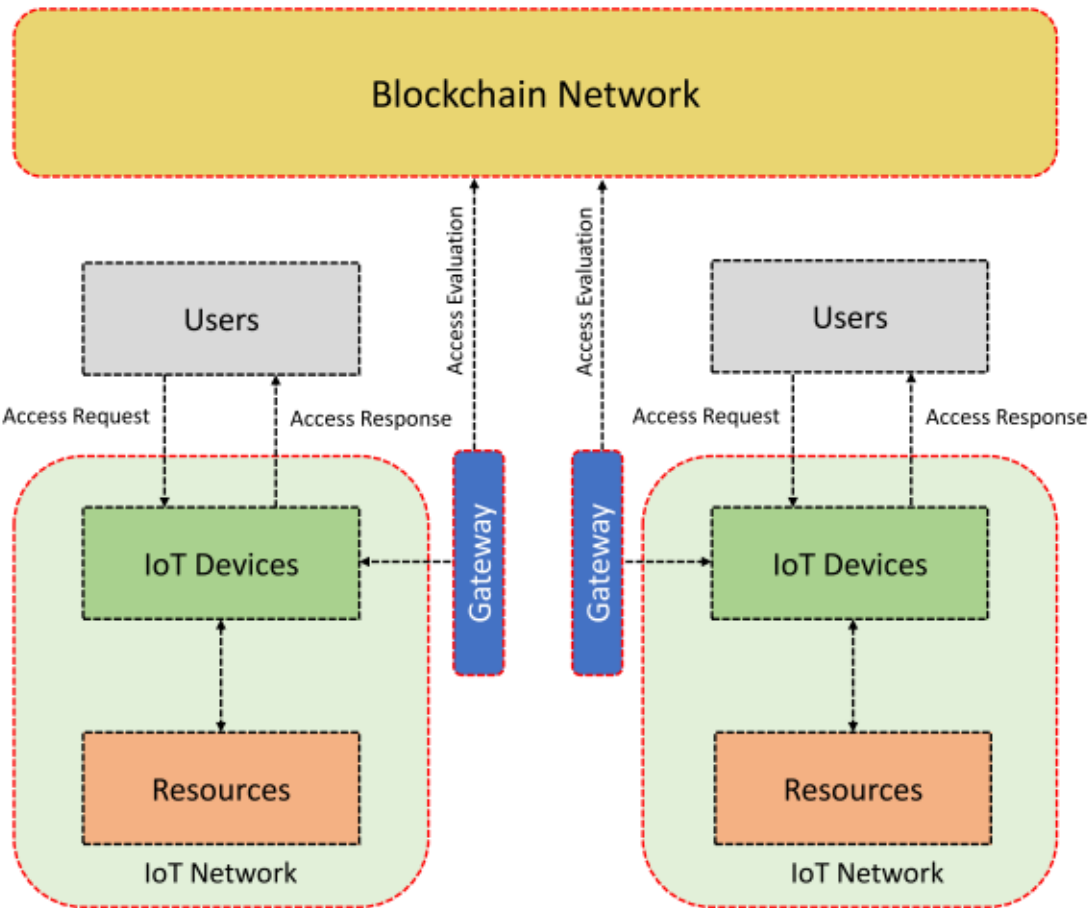 Blockchain Network
Access Evaluation
Access Evaluation
Users
Users
Access Request
Access Response
Access Request
Access Response
Gateway
Gateway
IoT Devices
IoT Devices
Resources
Resources
IoT Network
IoT Network